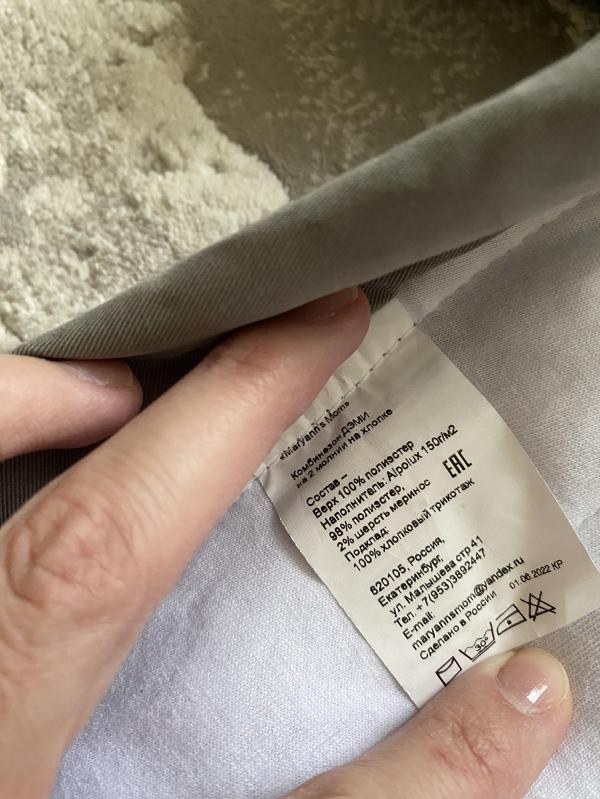 «Maryann's Mom»
Комбинезон ДЭМИ
на 2 молнии на хлопке
Состав –
Верх 100% полиэстер
Наполнитель: Alpolux 150г/м2
98% полиэстер,
2% шерсть меринос
Подклад:
100% хлопковый трикотаж
ЕАС
620105, Россия,
Екатеринбург,
ул. Малышева стр.41
Тел. +7(953)3892447
E-mail:
maryannsmom@yandex.ru
Сделано в России 01.06.2022 КР
30°